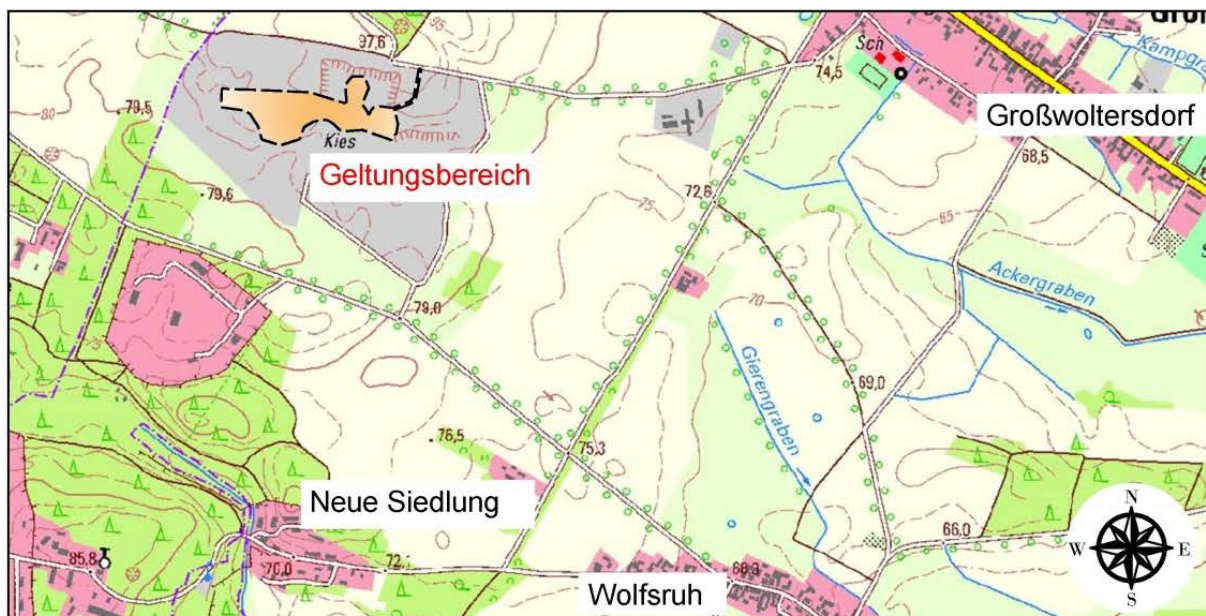 95
97,6
Sch
Kampgra
74,5
79,5
80
Großwoltersdorf
Kies
Geltungsbereich
68,5
79,6
72,6
75
65
Ackergraben
70
79,0
Gierengraben
69,0
76,5
75,3
Neue Siedlung
N
W
E
S
66,0
85,8
70,0
72,1
Wolfsruh
68,3